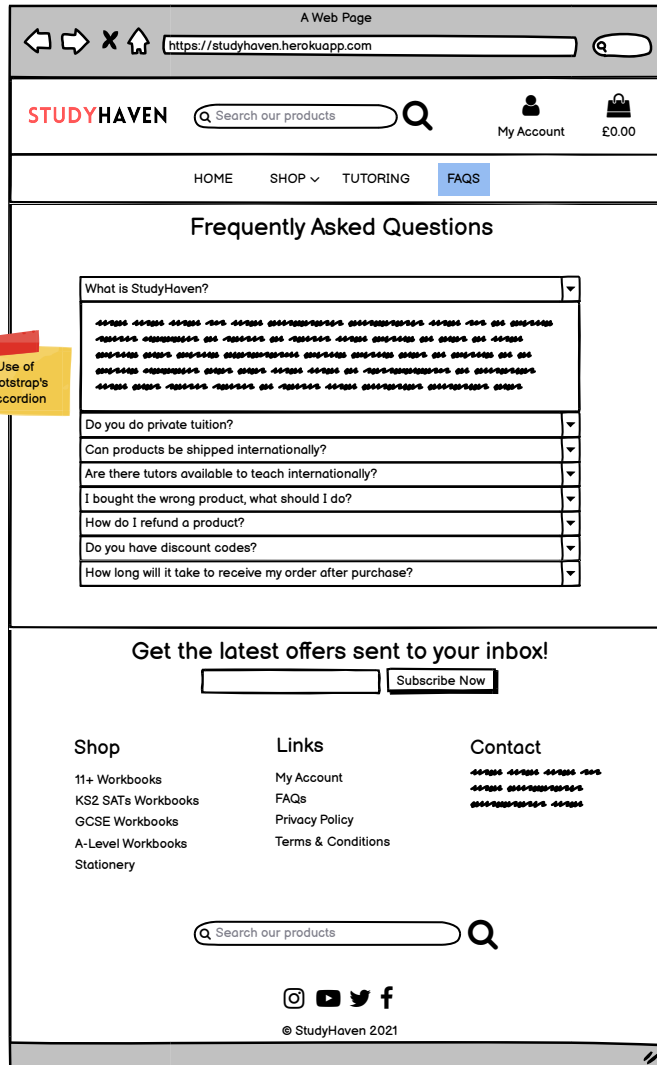 A Web Page
https://studyhaven.herokuapp.com
STUDYHAVEN
Search our products
My Account
£0.00
HOME
SHOP
TUTORING
FAQS
Frequently Asked Questions
What is StudyHaven?
Use of
otstrap's
ccordion
Do you do private tuition?
Can products be shipped internationally?
Are there tutors available to teach internationally?
I bought the wrong product, what should I do?
How do I refund a product?
Do you have discount codes?
How long will it take to receive my order after purchase?
Get the latest offers sent to your inbox!
Subscribe Now
Shop
11+ Workbooks
KS2 SATs Workbooks
GCSE Workbooks
A-Level Workbooks
Stationery
Links
My Account
FAQs
Privacy Policy
Terms & Conditions
Contact
Search our products
© StudyHaven 2021